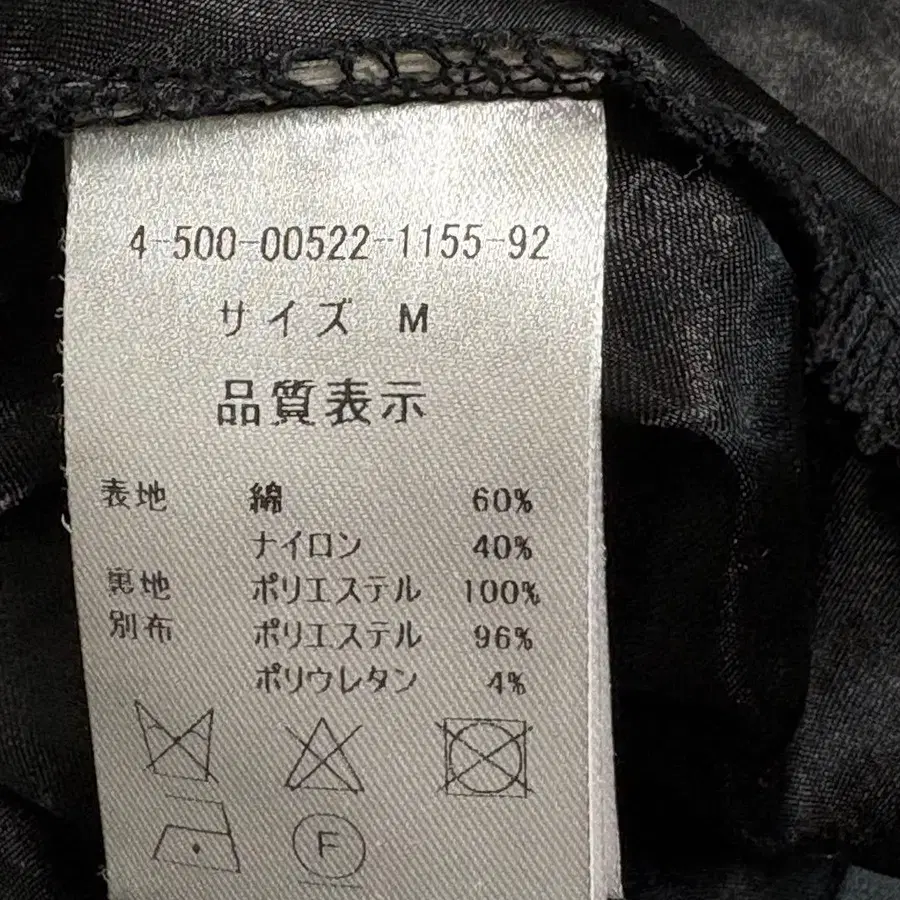 4-500-00522-1155-92
サイズ M
品質表示
表地 綿 60%
ナイロン 40%
裏地 ポリエステル 100%
別布 ポリエステル 96%
ポリウレタン 4%
F